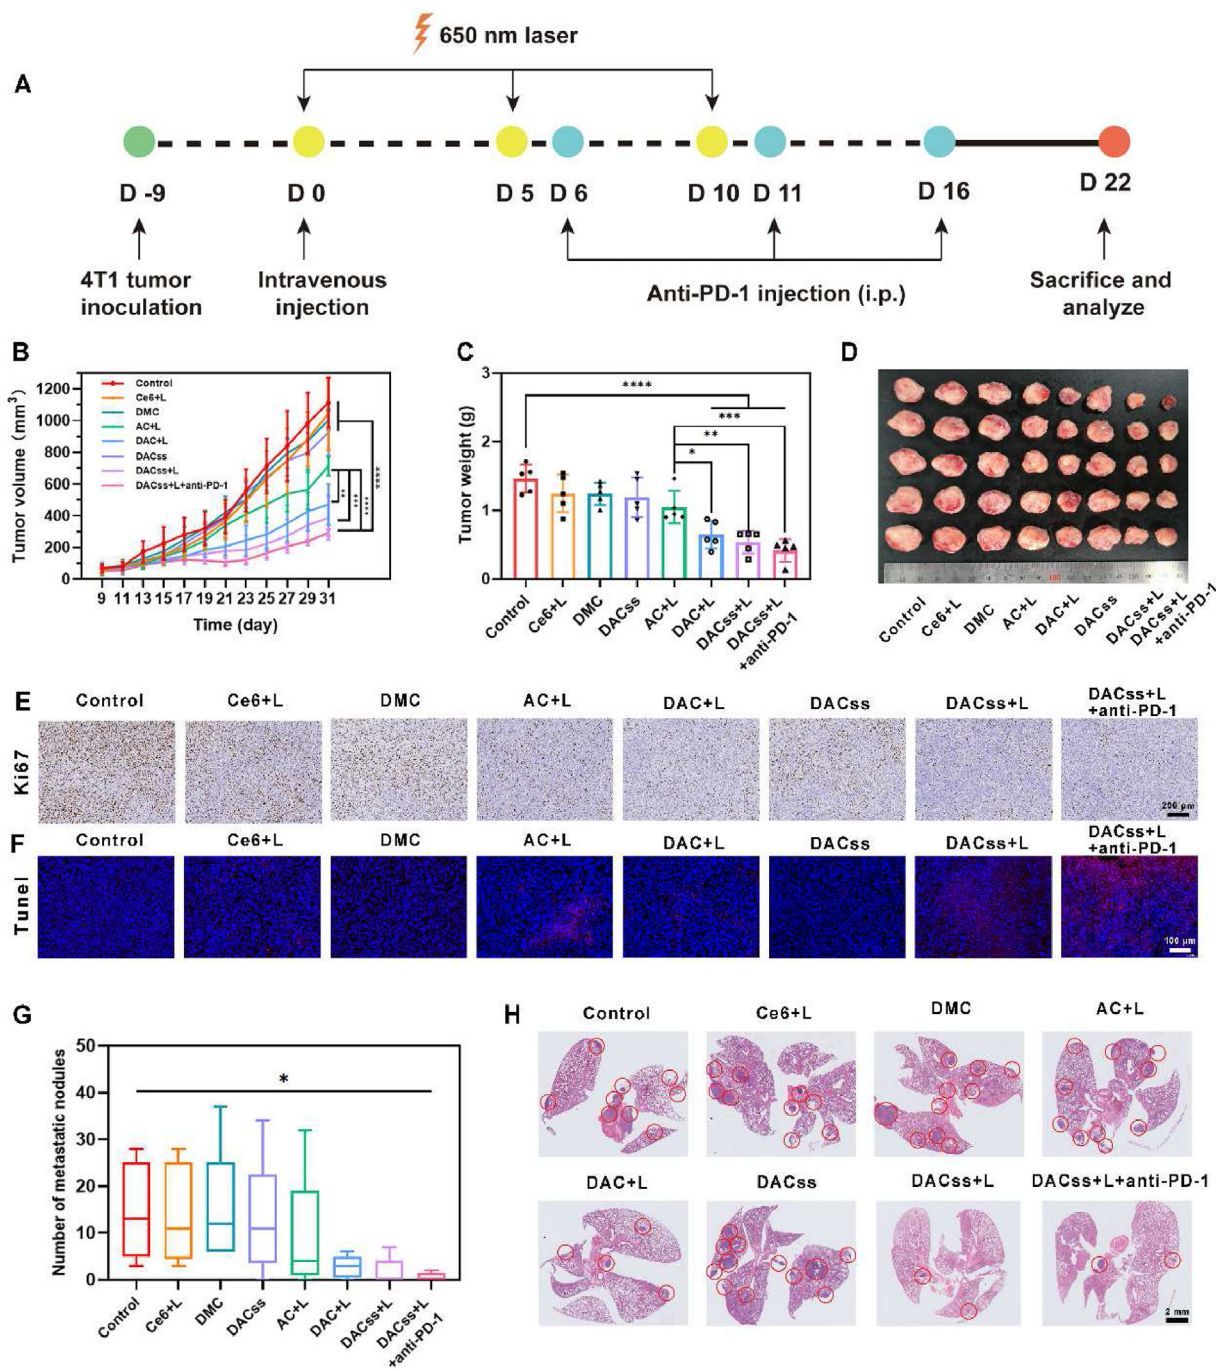 650 nm laser
A
D -9
D 0
D 5
D 6
D 10
D 11
D 16
D 22
4T1 tumor
inoculation
Intravenous
injection
Anti-PD-1 injection (i.p.)
Sacrifice and
analyze
B
Tumor volume (mm³)
1200
1000
800
600
400
200
0
Control
Ce6+L
DMC
AC+L
DAC+L
DACss
DACss+L
DACss+L+anti-PD-1
**
***
****
****
9 11 13 15 17 19 21 23 25 27 29 31
Time (day)
C
Tumor weight (g)
3
2
1
0
****
***
**
*
Control
Ce6+L
DMC
DACss
AC+L
DAC+L
DACss+L
DACss+L
+anti-PD-1
D
Control
Ce6+L
DMC
AC+L
DAC+L
DACss
DACss+L
DACss+L
+anti-PD-1
E
Control
Ce6+L
DMC
AC+L
DAC+L
DACss
DACss+L
DACss+L
+anti-PD-1
Ki67
200 μm
F
Control
Ce6+L
DMC
AC+L
DAC+L
DACss
DACss+L
DACss+L
+anti-PD-1
Tunel
100 μm
G
Number of metastatic nodules
50
40
30
20
10
0
*
Control
Ce6+L
DMC
DACss
AC+L
DAC+L
DACss+L
DACss+L
+anti-PD-1
H
Control
Ce6+L
DMC
AC+L
DAC+L
DACss
DACss+L
DACss+L+anti-PD-1
2 mm